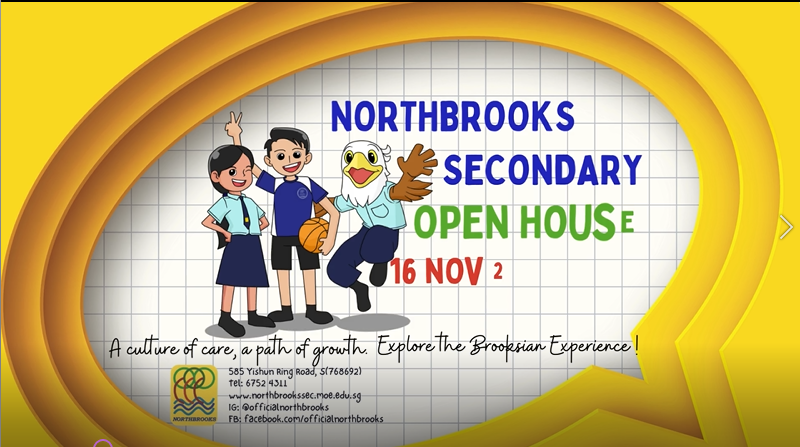 NORTHBROOKS
SECONDARY
OPEN HOUSE
16 NOV 2
A culture of care, a path of growth. Explore the Brooksian Experience!
585 Yishun Ring Road, S(768692)
Tel: 6752 4311
www.northbrookssec.moe.edu.sg
IG: @officialnorthbrooks
FB: facebook.com/officialnorthbrooks
NORTHBROOKS